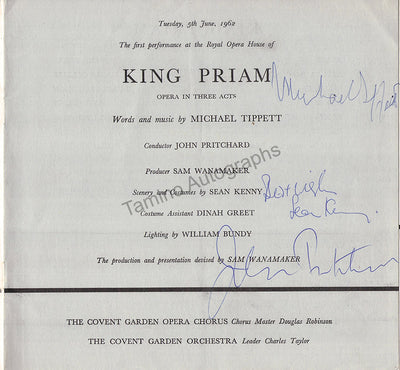 Tuesday, 5th June, 1962
The first performance at the Royal Opera House of
KING PRIAM
OPERA IN THREE ACTS
Michael Tippett
Words and music by MICHAEL TIPPETT
Conductor JOHN PRITCHARD
Producer SAM WANAMAKER
Tamino Autographs
Scenery and Costumes by SEAN KENNY
Best wishes
Sean Kenny.
Costume Assistant DINAH GREET
Lighting by WILLIAM BUNDY
John Pritchard
The production and presentation devised by SAM WANAMAKER
THE COVENT GARDEN OPERA CHORUS Chorus Master Douglas Robinson
THE COVENT GARDEN ORCHESTRA Leader Charles Taylor